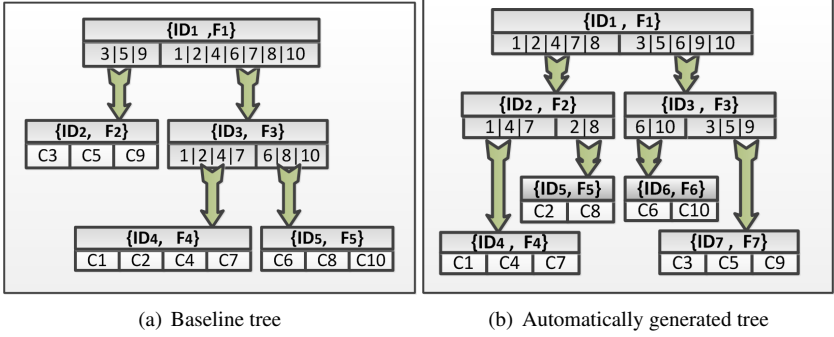 {ID1 ,F1}
3|5|9 1|2|4|6|7|8|10
{ID2, F2}
C3 C5 C9
{ID3, F3}
1|2|4|7 6|8|10
{ID4, F4}
C1 C2 C4 C7
{ID5, F5}
C6 C8 C10
(a) Baseline tree
{ID1 , F1}
1|2|4|7|8 3|5|6|9|10
{ID2 , F2}
1|4|7 2|8
{ID3 , F3}
6|10 3|5|9
{ID5, F5}
C2 C8
{ID6, F6}
C6 C10
{ID4 , F4}
C1 C4 C7
{ID7 , F7}
C3 C5 C9
(b) Automatically generated tree